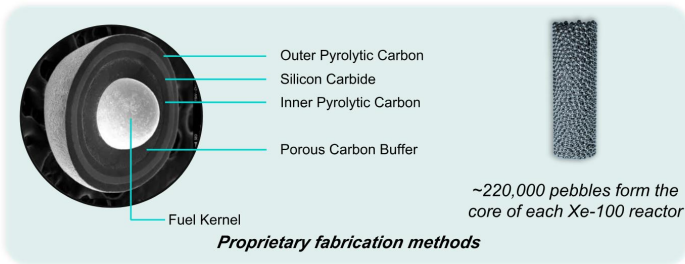 Outer Pyrolytic Carbon
Silicon Carbide
Inner Pyrolytic Carbon
Porous Carbon Buffer
Fuel Kernel
~220,000 pebbles form the
core of each Xe-100 reactor
Proprietary fabrication methods